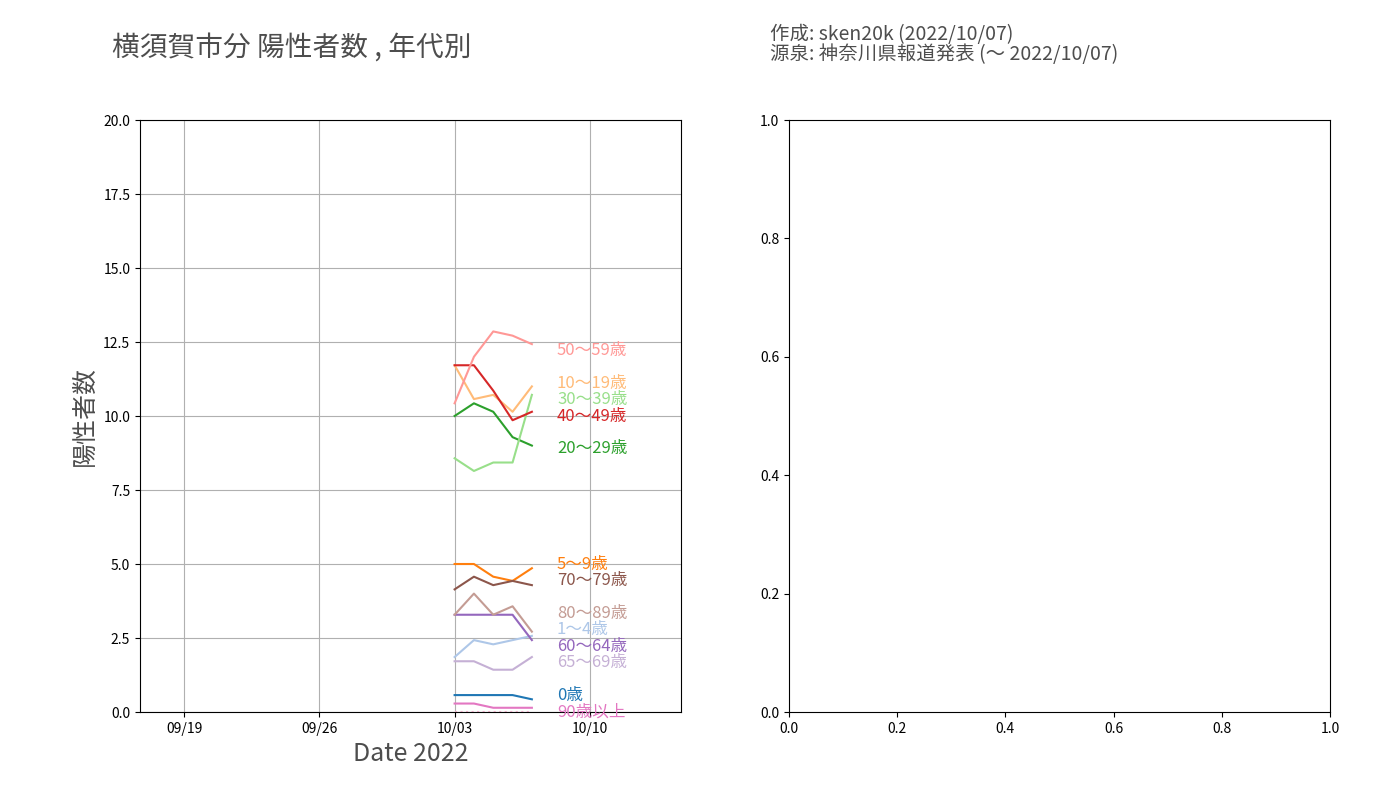 横須賀市分 陽性者数 , 年代別
作成: sken20k (2022/10/07)
源泉: 神奈川県報道発表 (～ 2022/10/07)
陽性者数
20.0
17.5
15.0
12.5
10.0
7.5
5.0
2.5
0.0
50～59歳
10～19歳
30～39歳
40～49歳
20～29歳
5～9歳
70～79歳
80～89歳
1～4歳
60～64歳
65～69歳
0歳
90歳以上
09/19 09/26 10/03 10/10
Date 2022
1.0
0.8
0.6
0.4
0.2
0.0
0.0 0.2 0.4 0.6 0.8 1.0